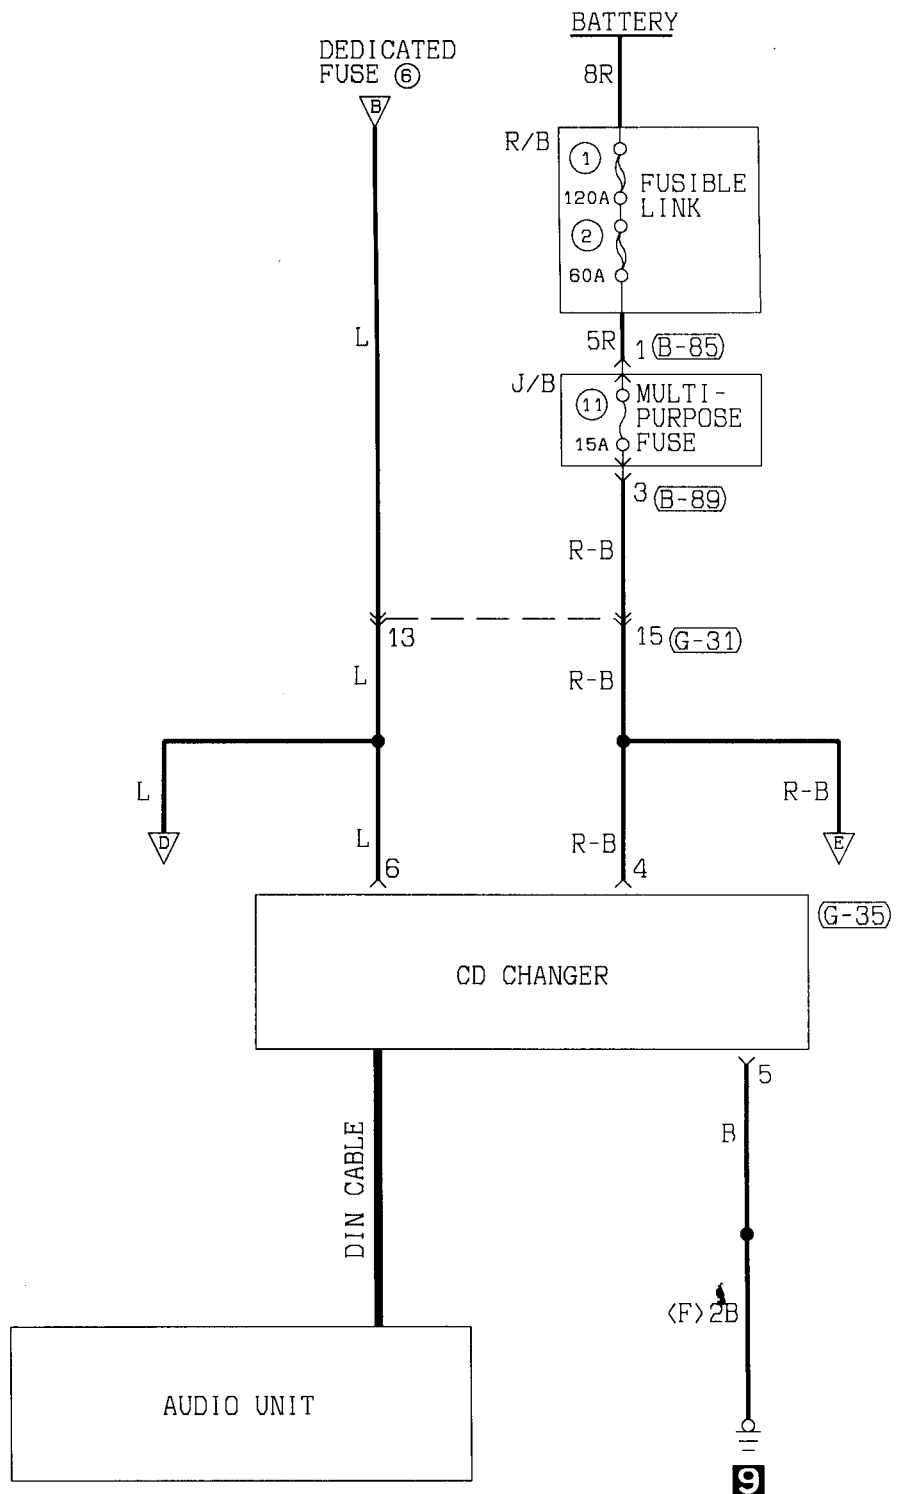 BATTERY
DEDICATED
FUSE ⑥
B
8R
R/B
①
120A
FUSIBLE
LINK
②
60A
L
5R
1 (B-85)
J/B
⑪
15A
MULTI-
PURPOSE
FUSE
3 (B-89)
R-B
13
15 (G-31)
L
R-B
L
R-B
D
E
L
R-B
6
4
(G-35)
CD CHANGER
5
B
DIN CABLE
<F>2B
AUDIO UNIT
9